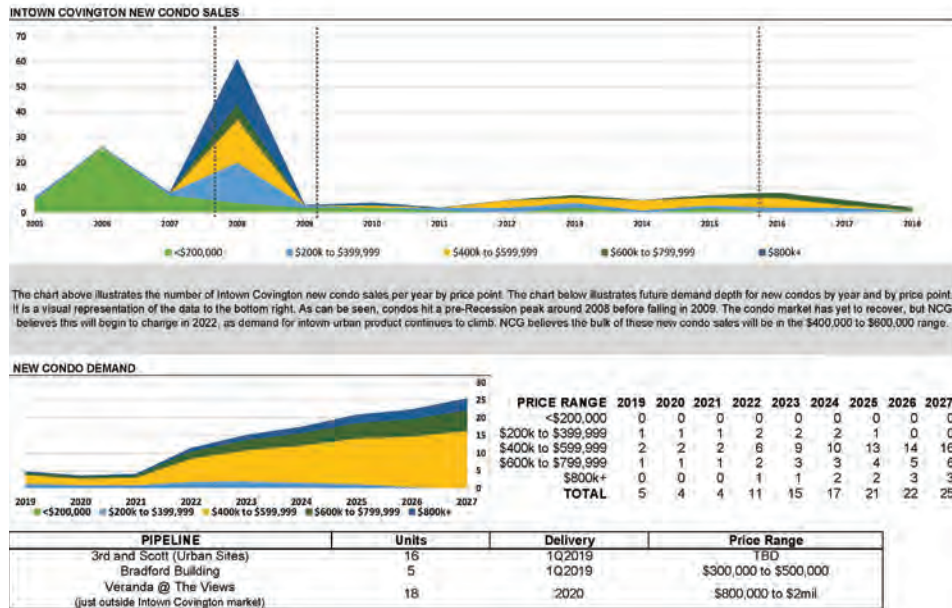 INTOWN COVINGTON NEW CONDO SALES
70
60
50
40
30
20
10
0
2005 2006 2007 2008 2009 2010 2011 2012 2013 2014 2015 2016 2017 2018
<$200,000 $200k to $399,999 $400k to $599,999 $600k to $799,999 $800k+
The chart above illustrates the number of Intown Covington new condo sales per year by price point. The chart below illustrates future demand depth for new condos by year and by price point.
It is a visual representation of the data to the bottom right. As can be seen, condos hit a pre-Recession peak around 2008 before falling in 2009. The condo market has yet to recover, but NCG
believes this will begin to change in 2022, as demand for intown urban product continues to climb. NCG believes the bulk of these new condo sales will be in the $400,000 to $600,000 range.
NEW CONDO DEMAND
30
25
20
15
10
5
0
2019 2020 2021 2022 2023 2024 2025 2026 2027
<$200,000 $200k to $399,999 $400k to $599,999 $600k to $799,999 $800k+
PRICE RANGE 2019 2020 2021 2022 2023 2024 2025 2026 2027
<$200,000 0 0 0 0 0 0 0 0 0
$200k to $399,999 1 1 1 2 2 2 1 0 0
$400k to $599,999 2 2 2 6 9 10 13 14 16
$600k to $799,999 1 1 1 2 3 3 4 5 6
$800k+ 0 0 0 1 1 2 2 3 3
TOTAL 5 4 4 11 15 17 21 22 25
PIPELINE Units Delivery Price Range
3rd and Scott (Urban Sites) 16 1Q2019 TBD
Bradford Building 5 1Q2019 $300,000 to $500,000
Veranda @ The Views
(just outside Intown Covington market) 18 2020 $800,000 to $2mil